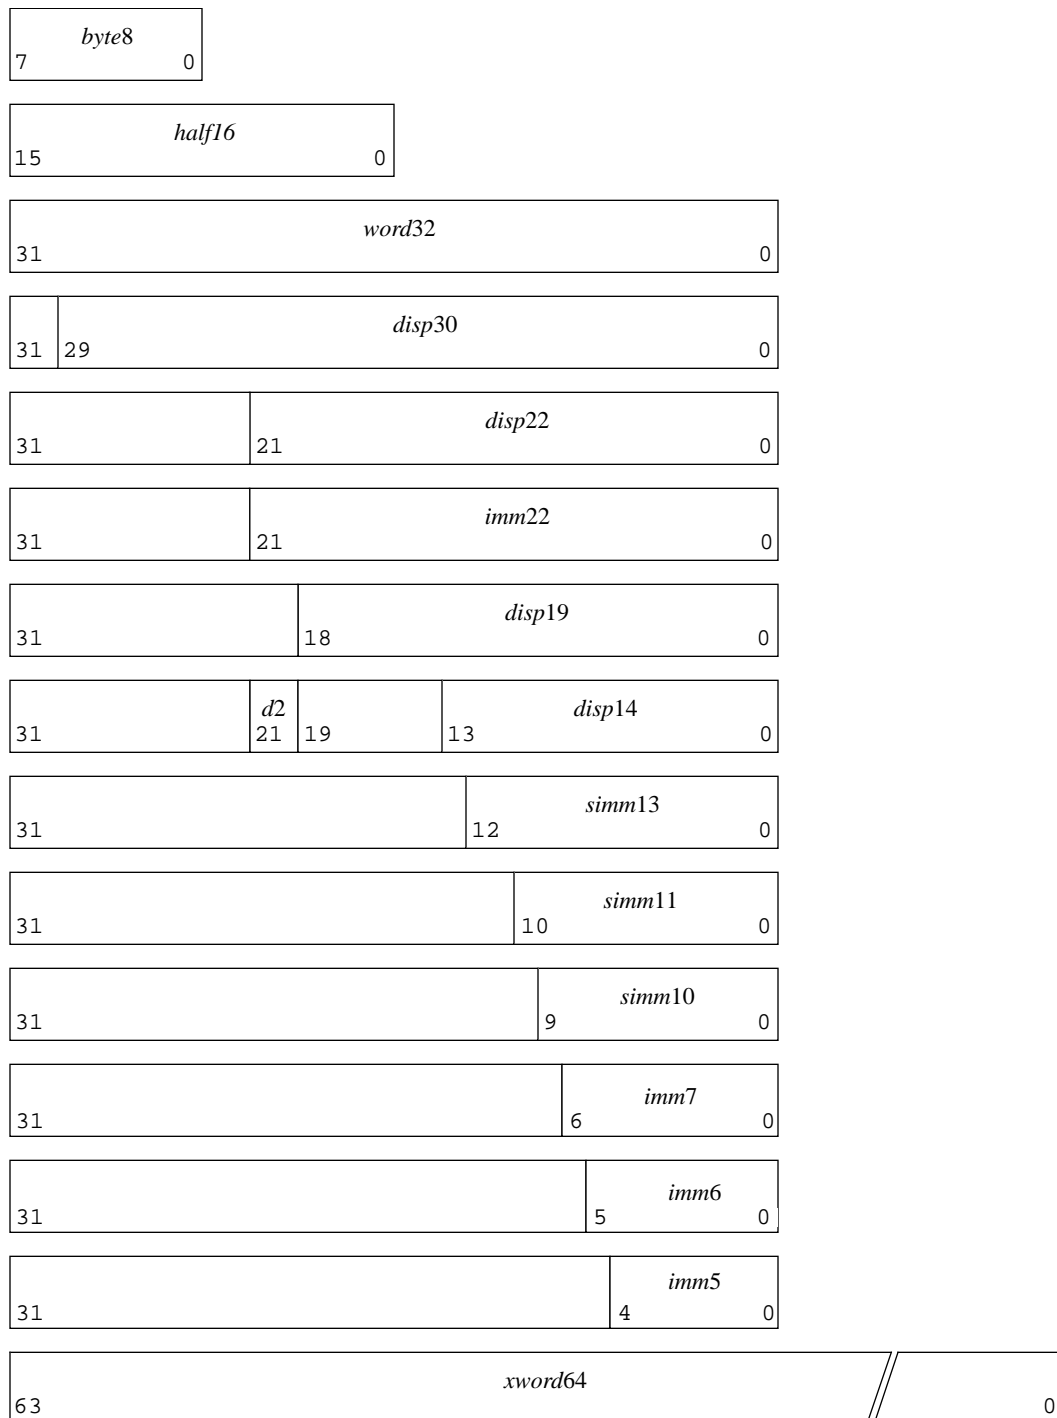 byte8
7 0
half16
15 0
word32
31 0
disp30
31 29 0
disp22
31 21 0
imm22
31 21 0
disp19
31 18 0
d2 disp14
31 21 19 13 0
simm13
31 12 0
simm11
31 10 0
simm10
31 9 0
imm7
31 6 0
imm6
31 5 0
imm5
31 4 0
xword64
63 0